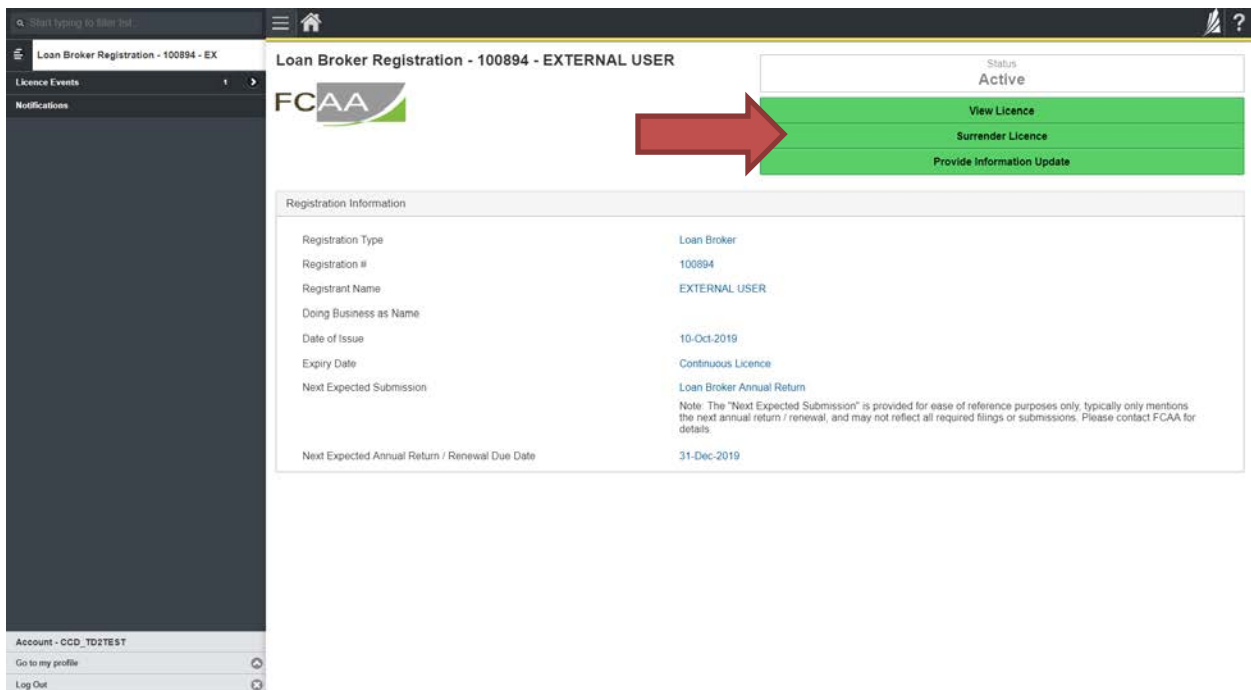 Start typing to filter list...
Loan Broker Registration - 100894 - EX
Licence Events 1
Notifications
Account - CCD_TD2TEST
Go to my profile
Log Out
?
Loan Broker Registration - 100894 - EXTERNAL USER
FCAA
Status
Active
View Licence
Surrender Licence
Provide Information Update
Registration Information
Registration Type Loan Broker
Registration # 100894
Registrant Name EXTERNAL USER
Doing Business as Name
Date of Issue 10-Oct-2019
Expiry Date Continuous Licence
Next Expected Submission Loan Broker Annual Return
Note: The "Next Expected Submission" is provided for ease of reference purposes only, typically only mentions
the next annual return / renewal, and may not reflect all required filings or submissions. Please contact FCAA for
details.
Next Expected Annual Return / Renewal Due Date 31-Dec-2019